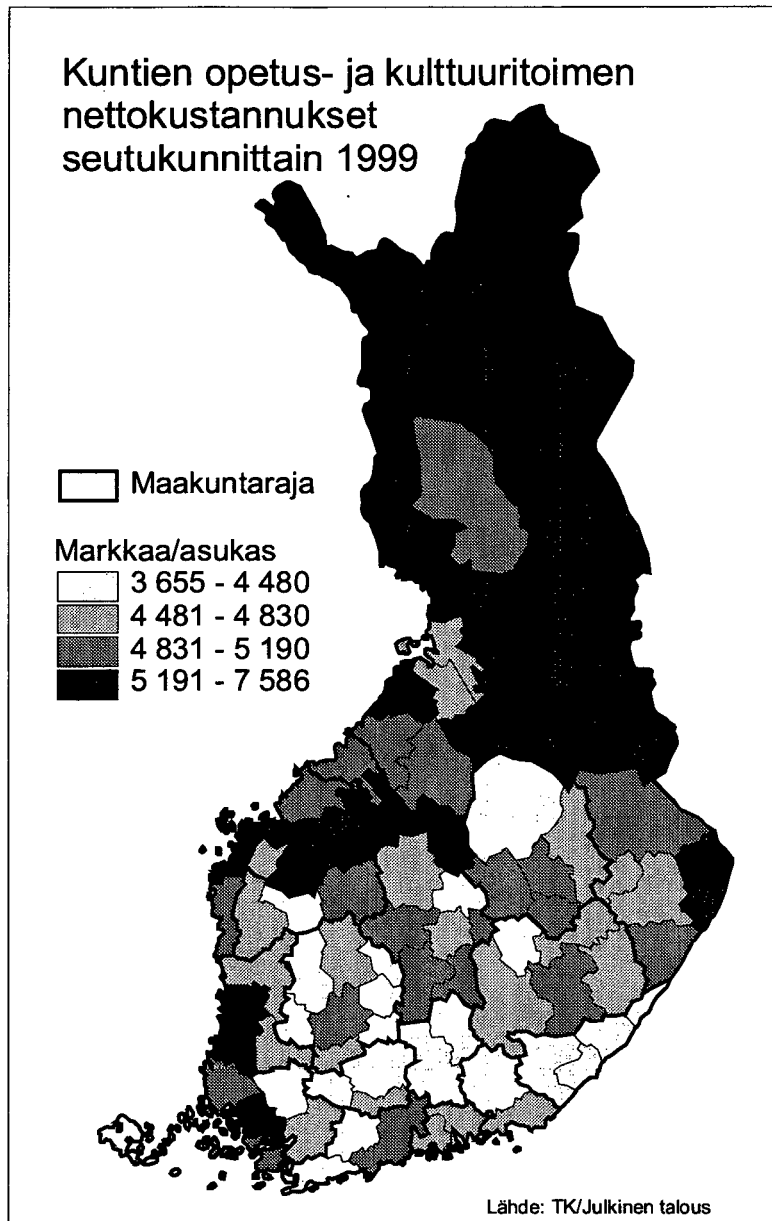 Kuntien opetus- ja kulttuuritoimen
nettokustannukset
seutukunnittain 1999
Maakuntaraja
Markkaa/asukas
3 655 - 4 480
4 481 - 4 830
4 831 - 5 190
5 191 - 7 586
Lähde: TK/Julkinen talous